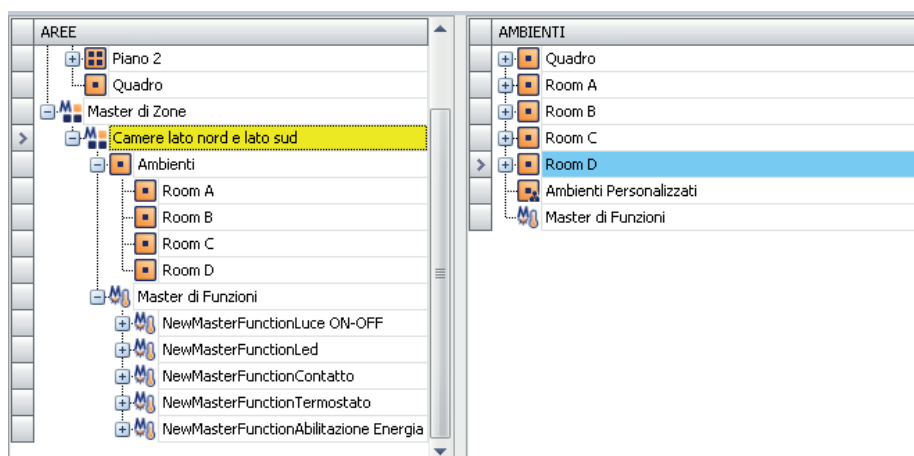 AREE
Piano 2
Quadro
Master di Zone
Camere lato nord e lato sud
Ambienti
Room A
Room B
Room C
Room D
Master di Funzioni
NewMasterFunctionLuce ON-OFF
NewMasterFunctionLed
NewMasterFunctionContatto
NewMasterFunctionTermostato
NewMasterFunctionAbilitazione Energia
AMBIENTI
Quadro
Room A
Room B
Room C
Room D
Ambienti Personalizzati
Master di Funzioni